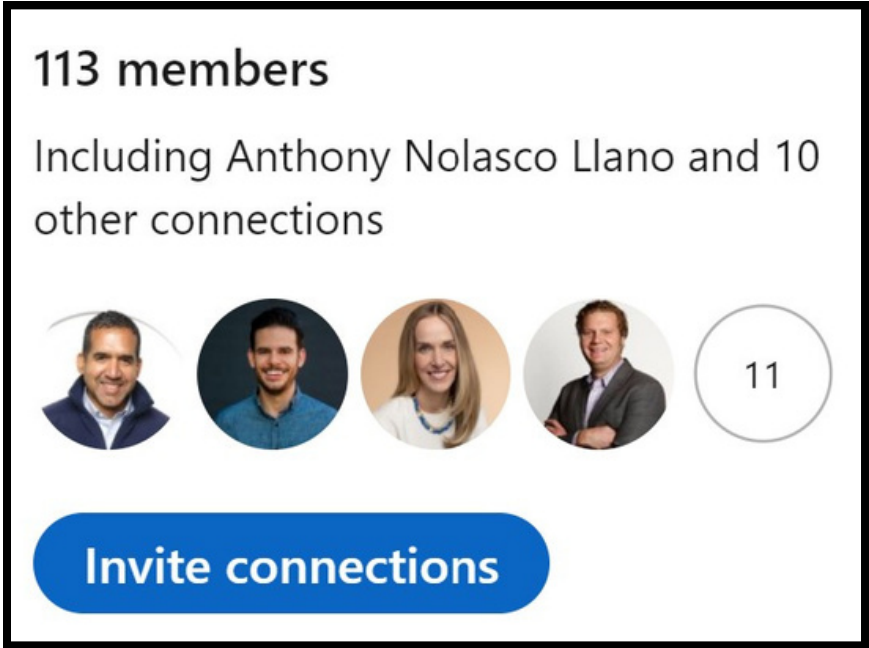 113 members
Including Anthony Nolasco Llano and 10
other connections
11
Invite connections